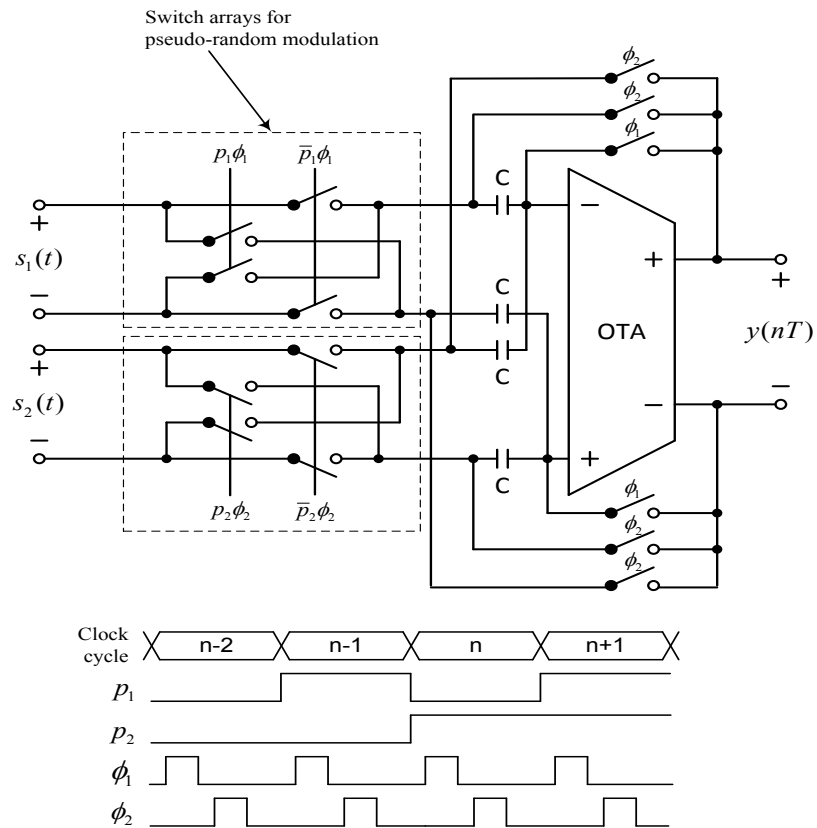 Switch arrays for
pseudo-random modulation
ϕ₂
ϕ₂
ϕ₁
p₁ϕ₁
p̅₁ϕ₁
C
+
s₁(t)
−
−
+
C
OTA
+
y(nT)
+
s₂(t)
−
C
−
−
+
C
ϕ₁
p₂ϕ₂
p̅₂ϕ₂
ϕ₂
ϕ₂
Clock
cycle
n-2
n-1
n
n+1
p₁
p₂
ϕ₁
ϕ₂